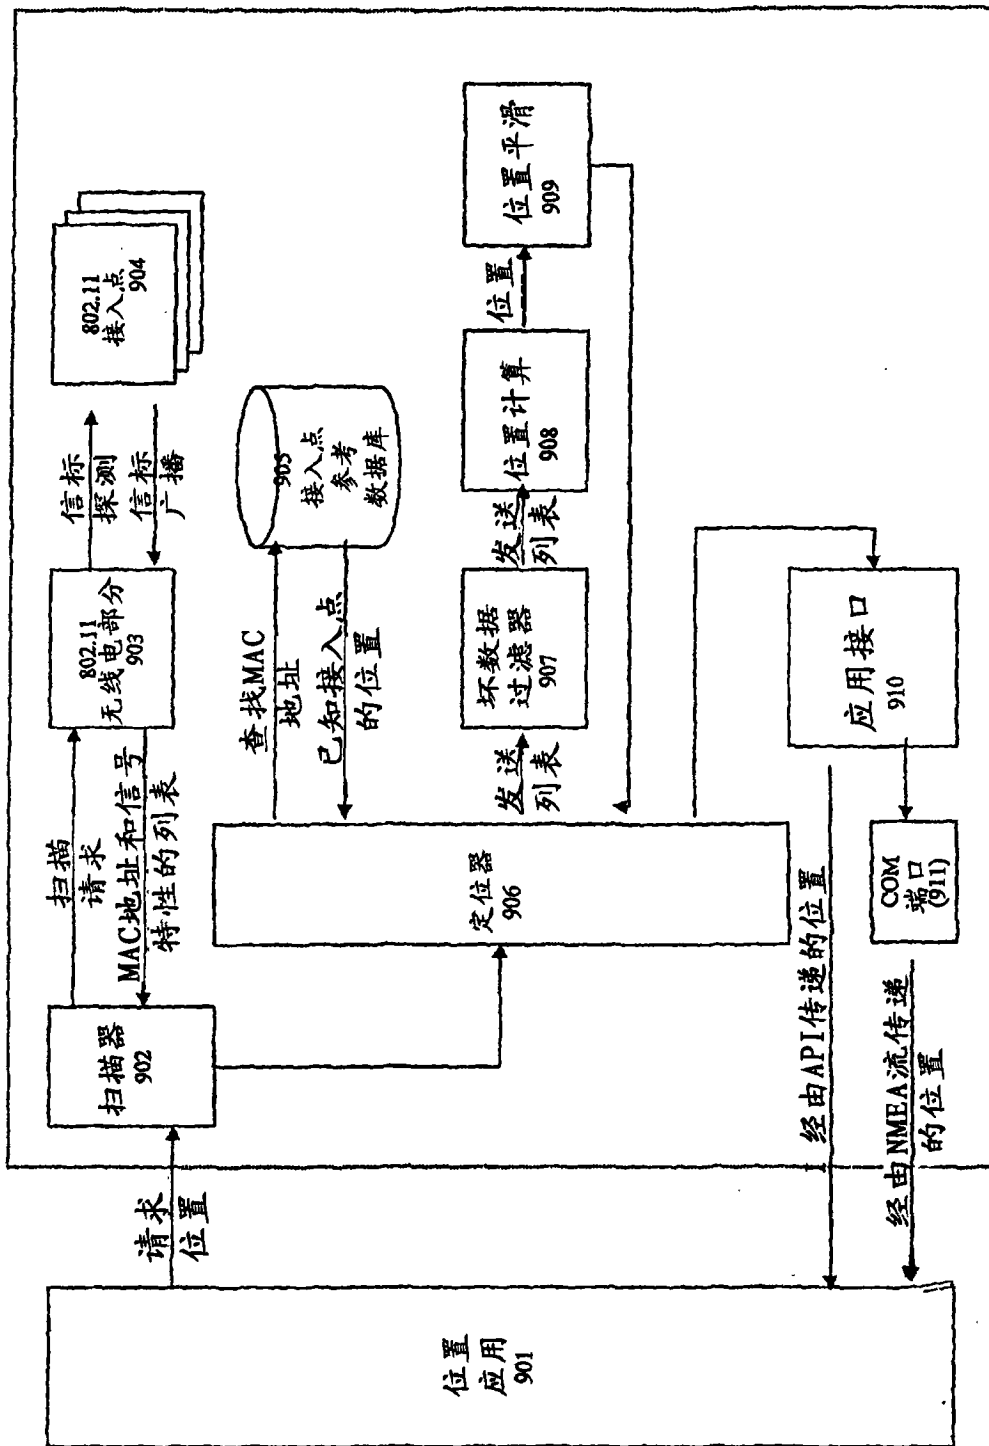 位置
应用
901
请求
位置
扫描器
902
扫描
请求
MAC地址和信号
特性的列表
802.11
无线电部分
903
信标
探测
信标
广播
802.11
接入点
904
查找MAC
地址
已知接入点
的位置
905
接入点
参考
数据库
定位器
906
发送
列表
坏数据
过滤器
907
发送
列表
位置计算
908
位置
位置平滑
909
应用接口
910
COM
端口
(911)
经由API传递的位置
经由NMEA流传递
的位置